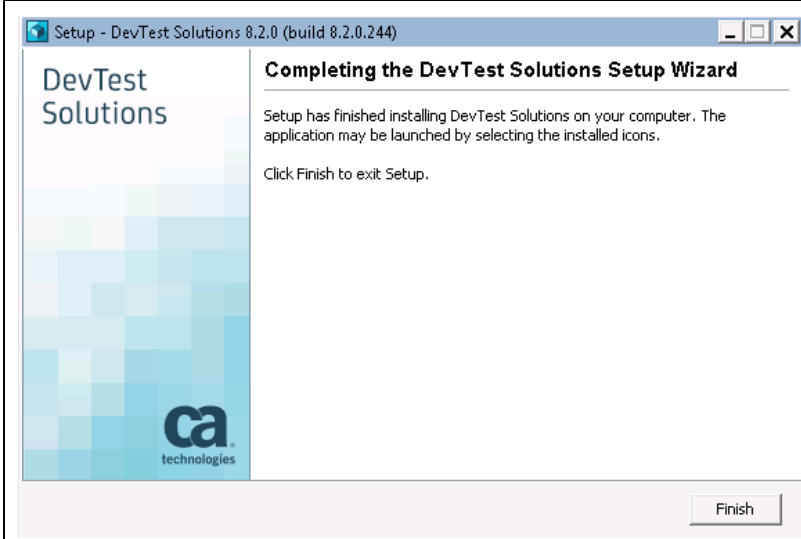 Setup - DevTest Solutions 8.2.0 (build 8.2.0.244)
DevTest
Solutions
Completing the DevTest Solutions Setup Wizard
Setup has finished installing DevTest Solutions on your computer. The
application may be launched by selecting the installed icons.
Click Finish to exit Setup.
ca
technologies
Finish